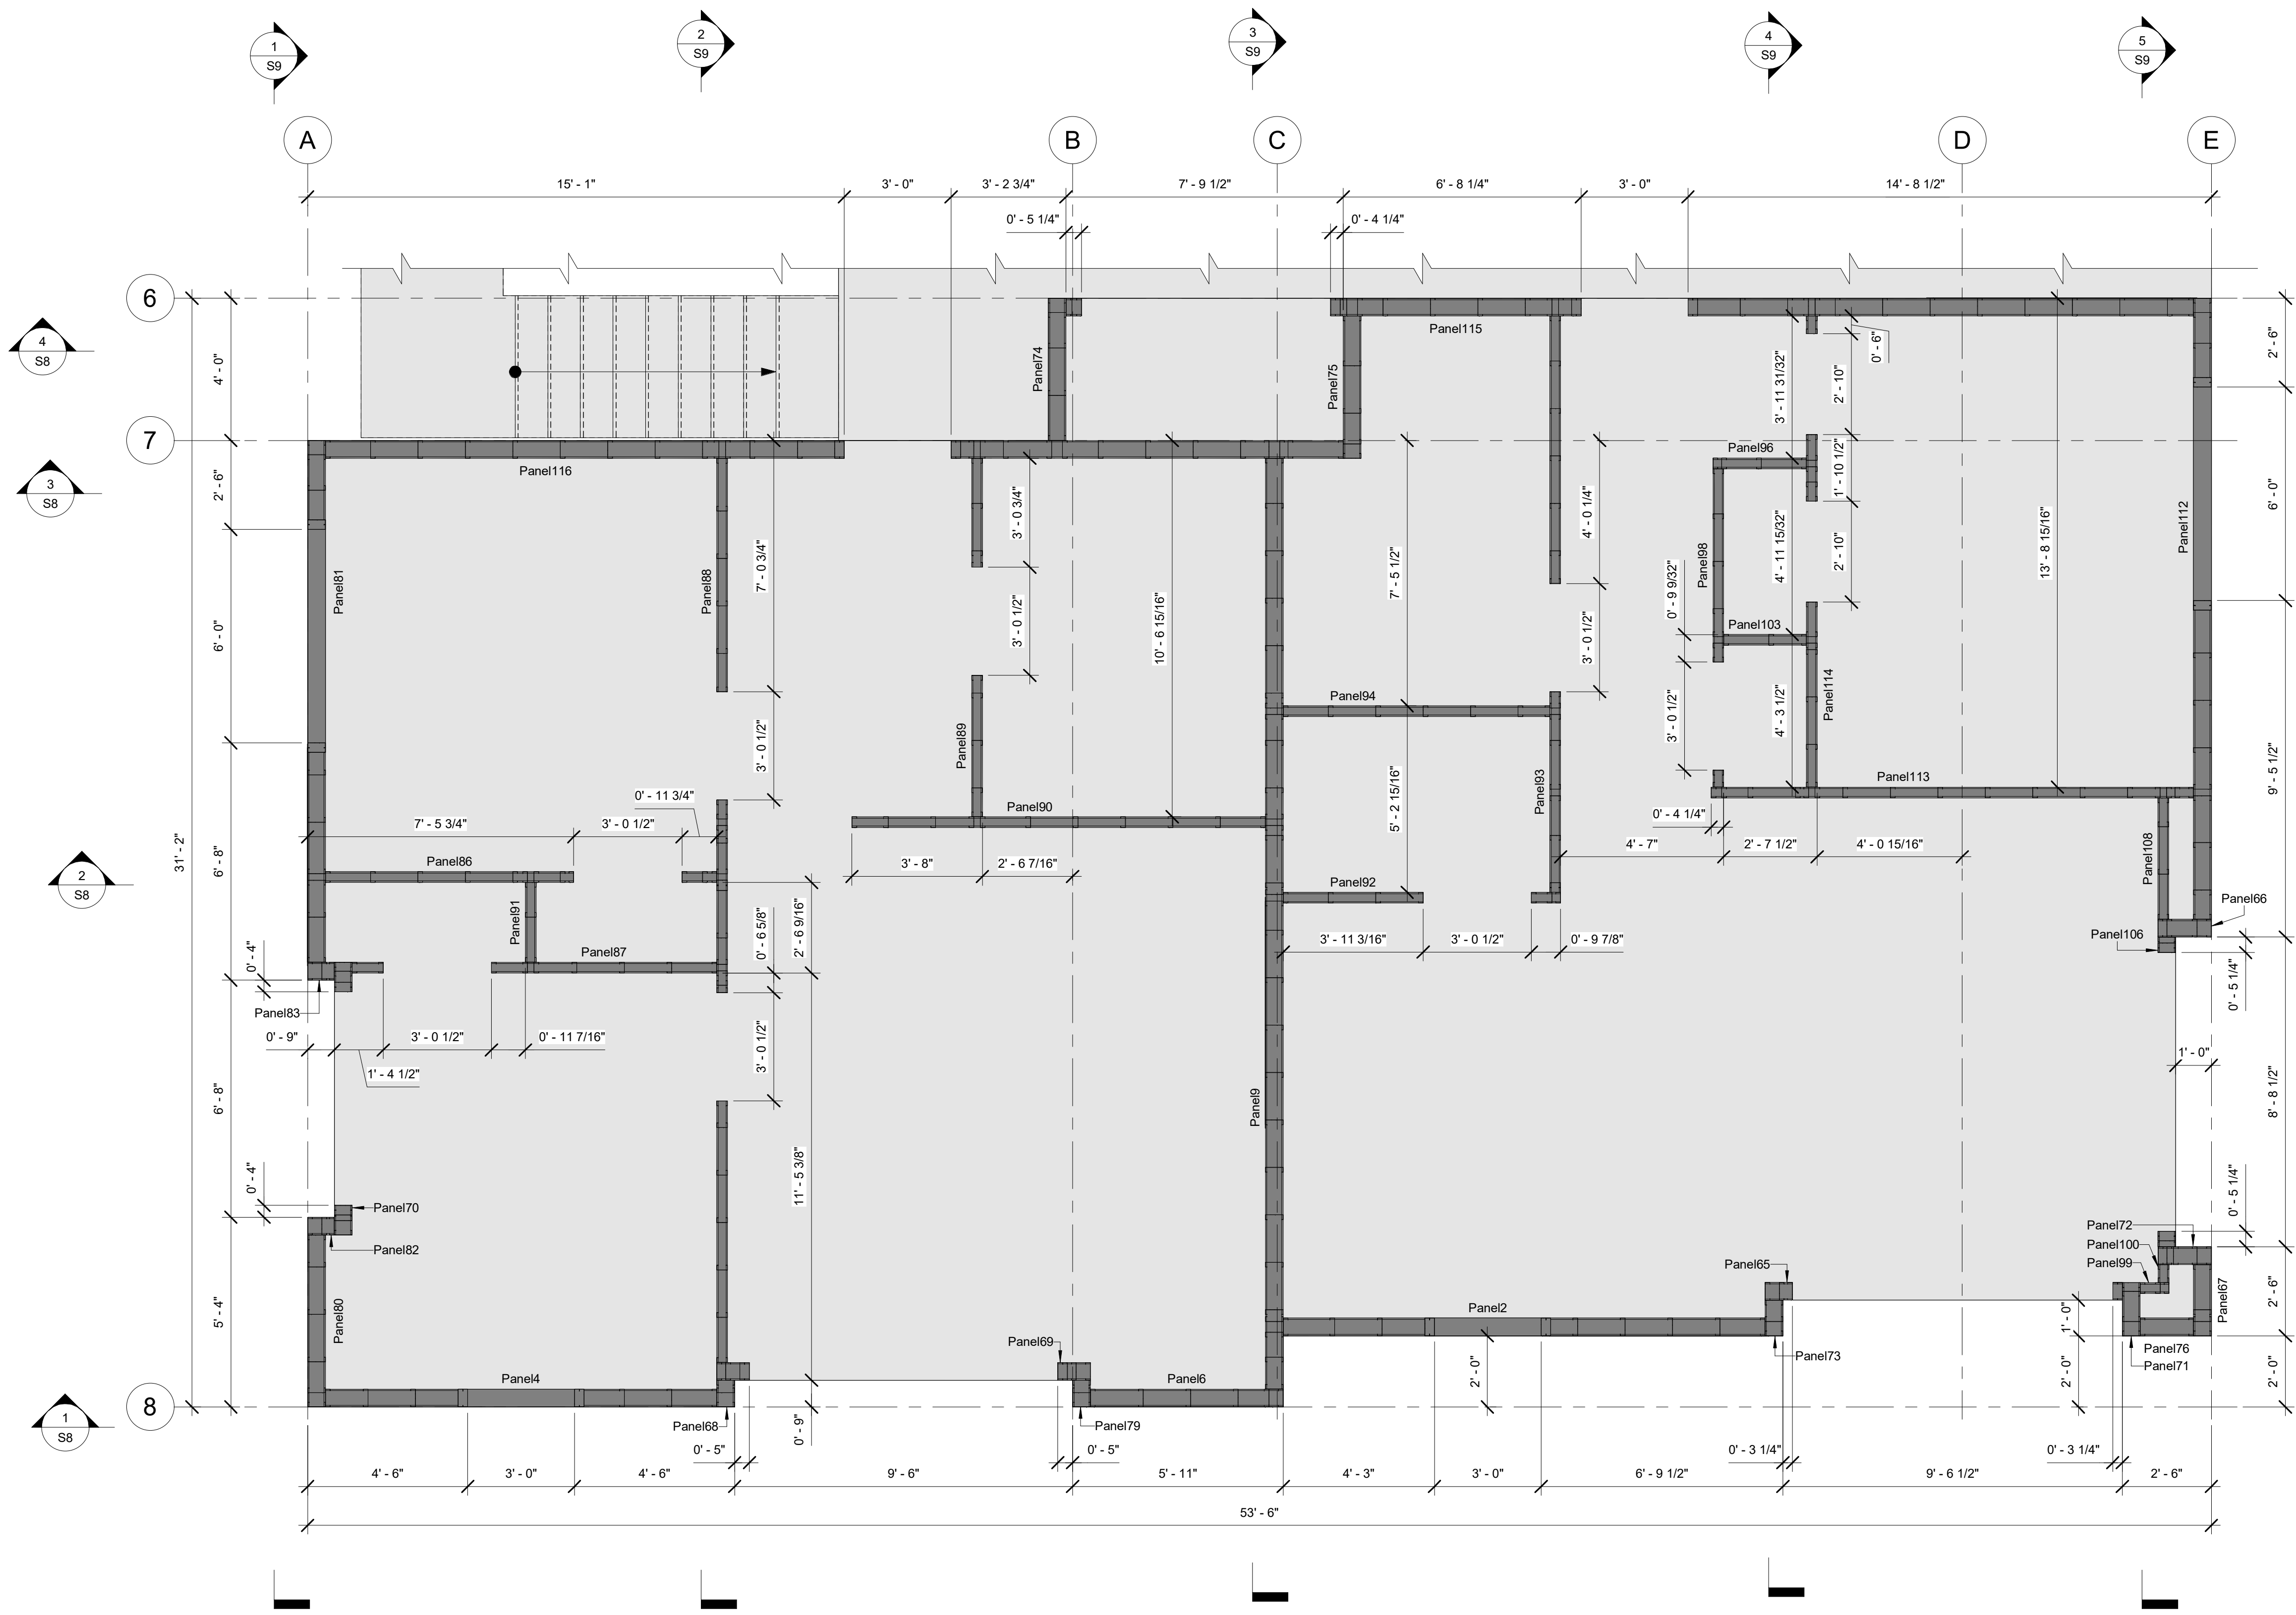 1
S9
2
S9
3
S9
4
S9
5
S9
A
B
C
D
E
15' - 1"
3' - 0"
3' - 2 3/4"
7' - 9 1/2"
6' - 8 1/4"
3' - 0"
14' - 8 1/2"
0' - 5 1/4"
0' - 4 1/4"
6
4
S8
4' - 0"
Panel74
Panel75
Panel115
3' - 11 31/32"
2' - 10"
0' - 6"
2' - 6"
7
3
S8
2' - 6"
Panel116
Panel96
1' - 10 1/2"
3' - 0 3/4"
4' - 0 1/4"
6' - 0"
Panel81
Panel88
7' - 0 3/4"
7' - 5 1/2"
Panel98
4' - 11 15/32"
2' - 10"
13' - 8 15/16"
Panel112
0' - 9 9/32"
3' - 0 1/2"
10' - 6 15/16"
3' - 0 1/2"
Panel103
6' - 0"
Panel94
3' - 0 1/2"
4' - 3 1/2"
Panel114
3' - 0 1/2"
Panel89
Panel93
Panel113
0' - 11 3/4"
Panel90
5' - 2 15/16"
9' - 5 1/2"
7' - 5 3/4"
3' - 0 1/2"
0' - 4 1/4"
31' - 2"
6' - 8"
Panel86
3' - 8"
2' - 6 7/16"
4' - 7"
2' - 7 1/2"
4' - 0 15/16"
Panel108
2
S8
Panel92
Panel66
Panel91
0' - 6 5/8"
2' - 6 9/16"
Panel106
Panel87
3' - 11 3/16"
3' - 0 1/2"
0' - 9 7/8"
0' - 4"
0' - 5 1/4"
Panel83
0' - 9"
3' - 0 1/2"
0' - 11 7/16"
3' - 0 1/2"
1' - 0"
1' - 4 1/2"
6' - 8"
Panel9
8' - 8 1/2"
0' - 4"
11' - 5 3/8"
0' - 5 1/4"
Panel70
Panel82
Panel72
Panel100
Panel99
Panel65
5' - 4"
Panel80
Panel2
1' - 0"
Panel67
2' - 6"
Panel69
Panel73
Panel76
Panel71
Panel4
Panel6
2' - 0"
2' - 0"
2' - 0"
8
1
S8
Panel68
0' - 9"
Panel79
0' - 5"
0' - 5"
0' - 3 1/4"
0' - 3 1/4"
4' - 6"
3' - 0"
4' - 6"
9' - 6"
5' - 11"
4' - 3"
3' - 0"
6' - 9 1/2"
9' - 6 1/2"
2' - 6"
53' - 6"